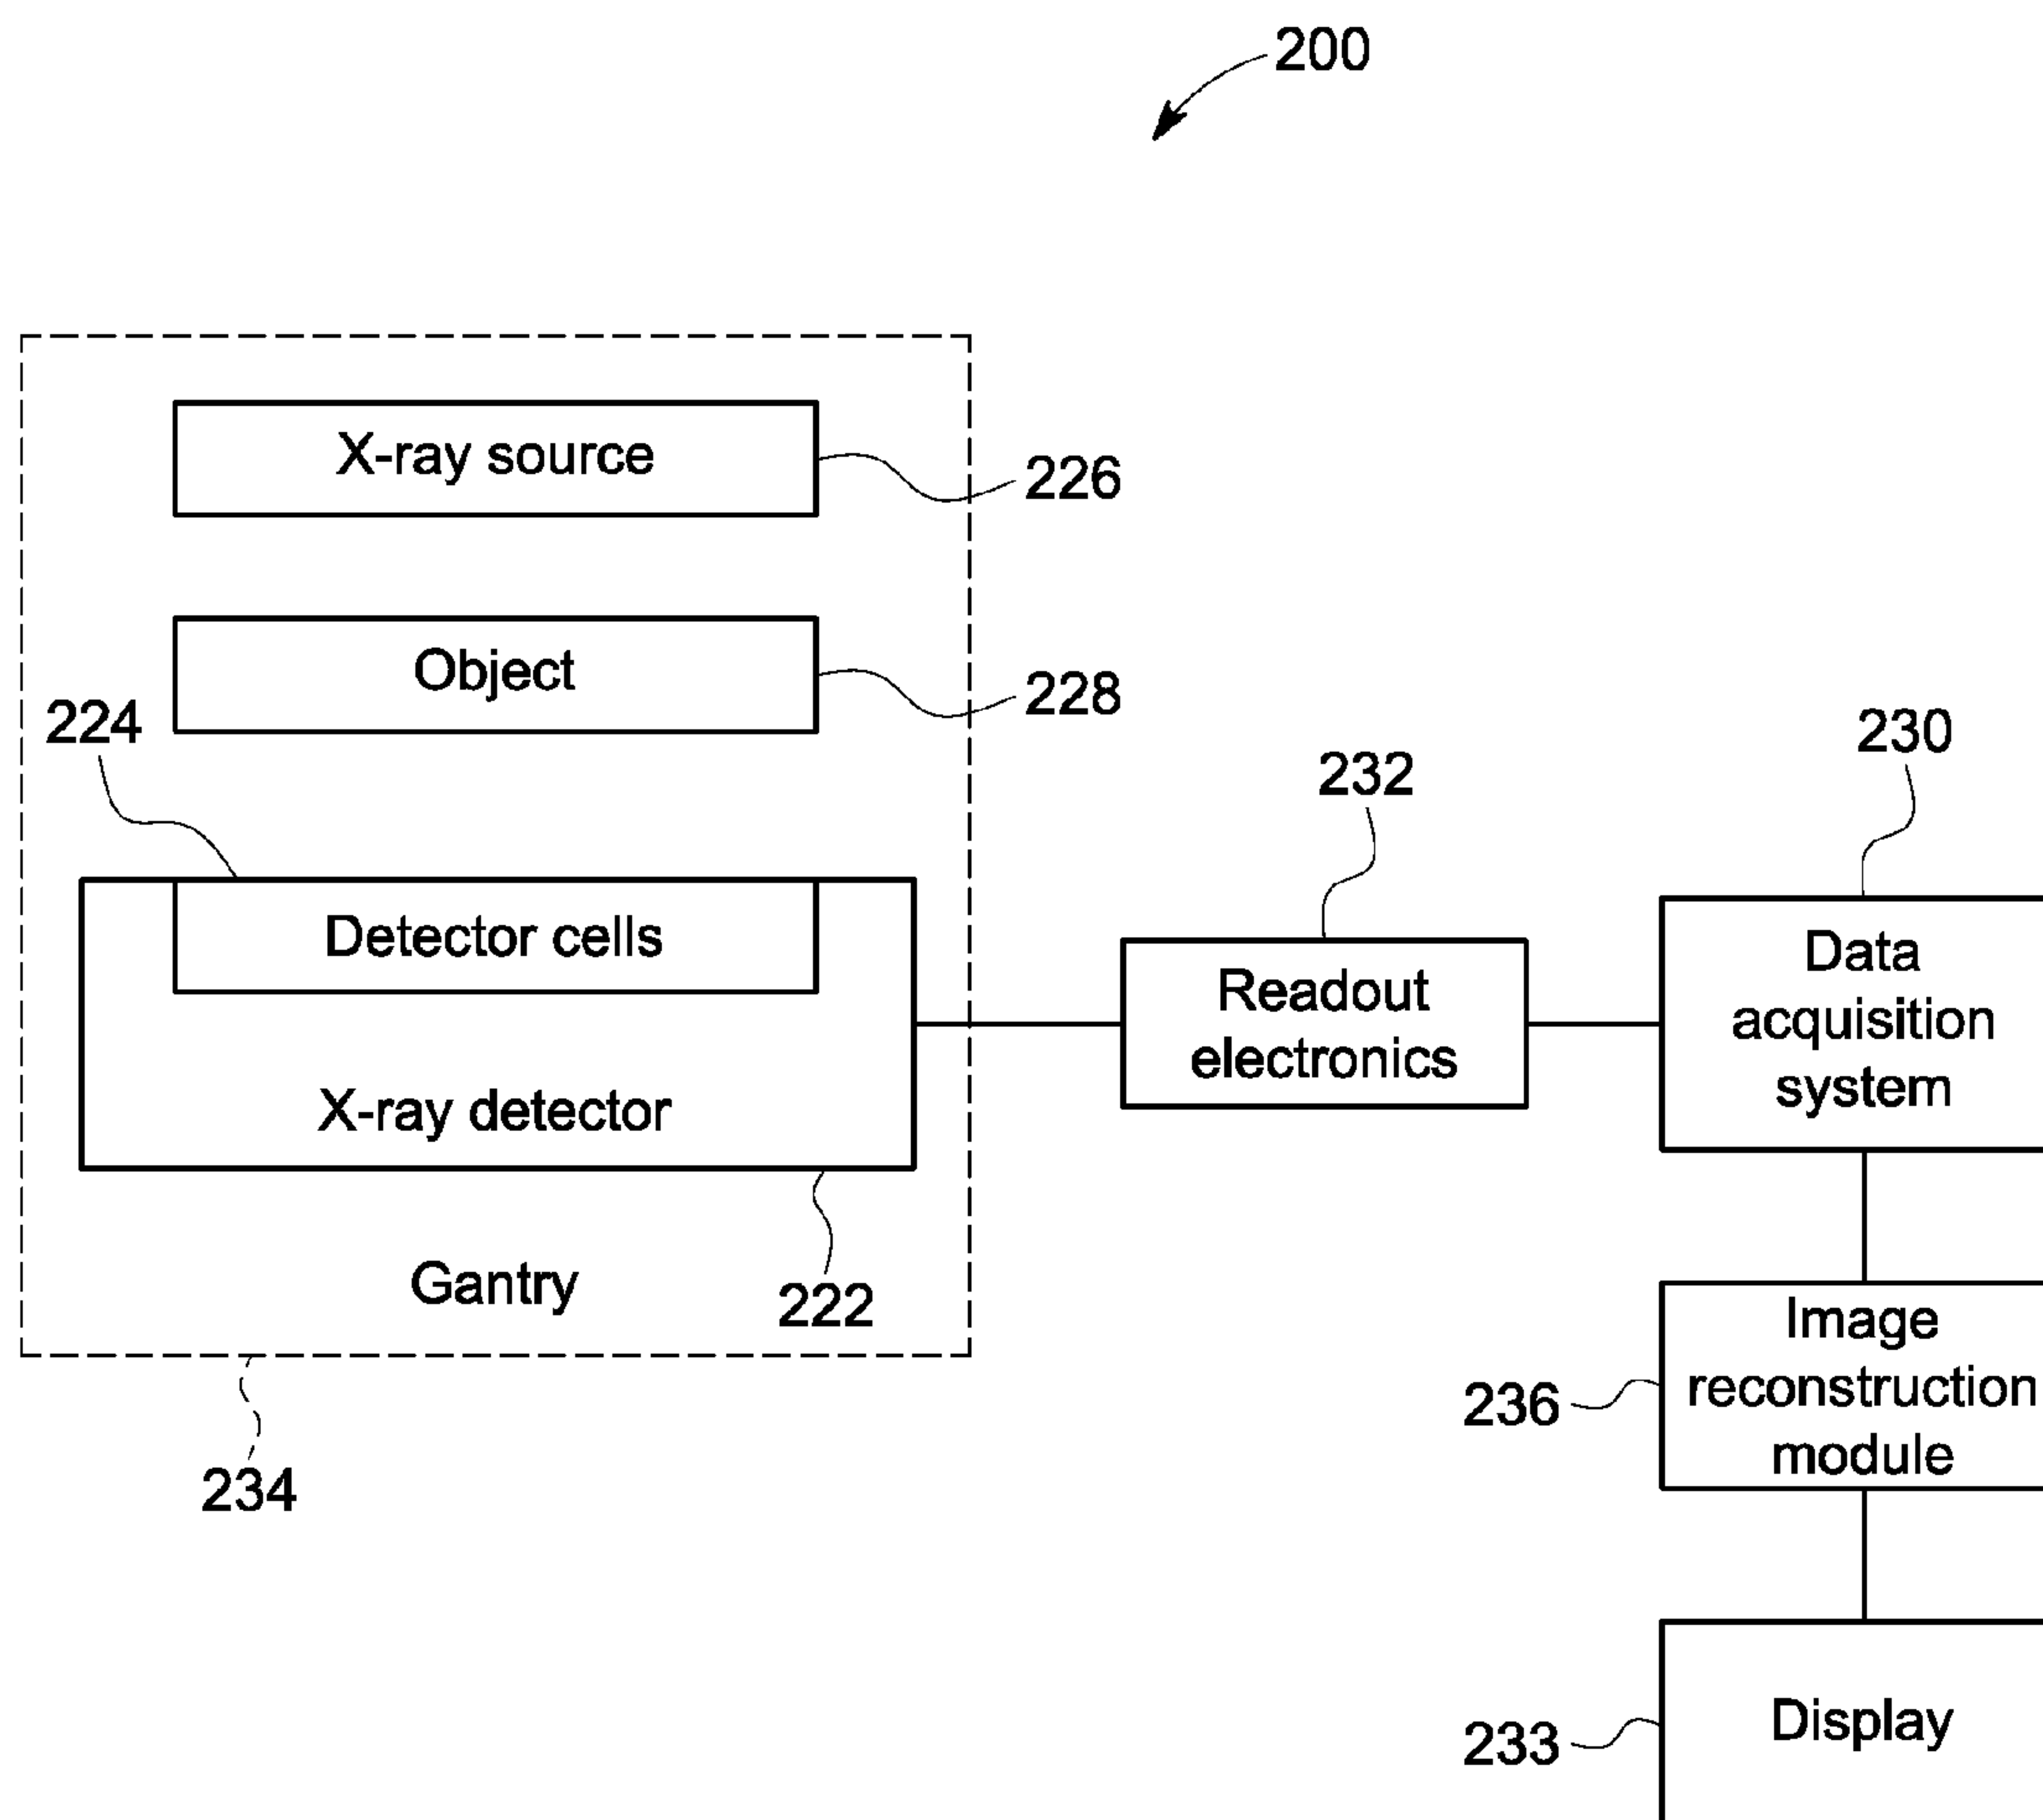 200
X-ray source
226
Object
228
224
230
232
Detector cells
Data
acquisition
system
Readout
electronics
X-ray detector
Gantry
222
Image
reconstruction
module
236
234
Display
233